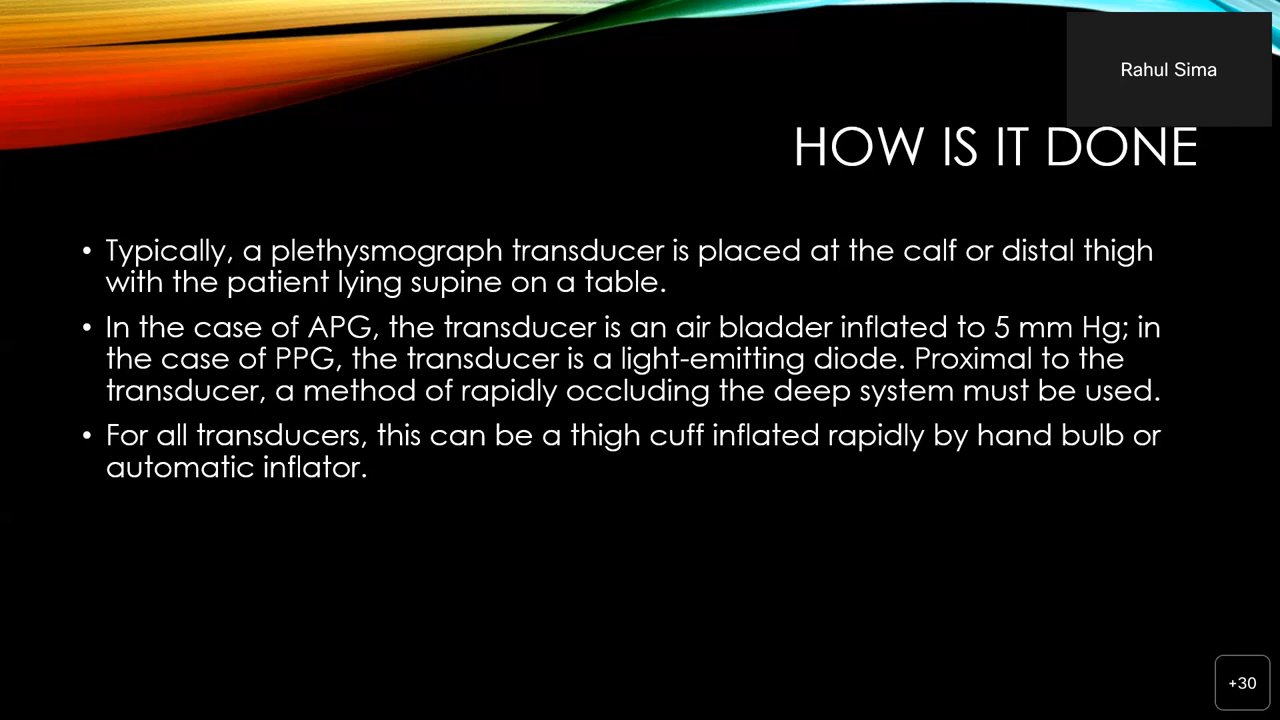 Rahul Sima
HOW IS IT DONE
• Typically, a plethysmograph transducer is placed at the calf or distal thigh
with the patient lying supine on a table.
• In the case of APG, the transducer is an air bladder inflated to 5 mm Hg; in
the case of PPG, the transducer is a light-emitting diode. Proximal to the
transducer, a method of rapidly occluding the deep system must be used.
• For all transducers, this can be a thigh cuff inflated rapidly by hand bulb or
automatic inflator.
+30